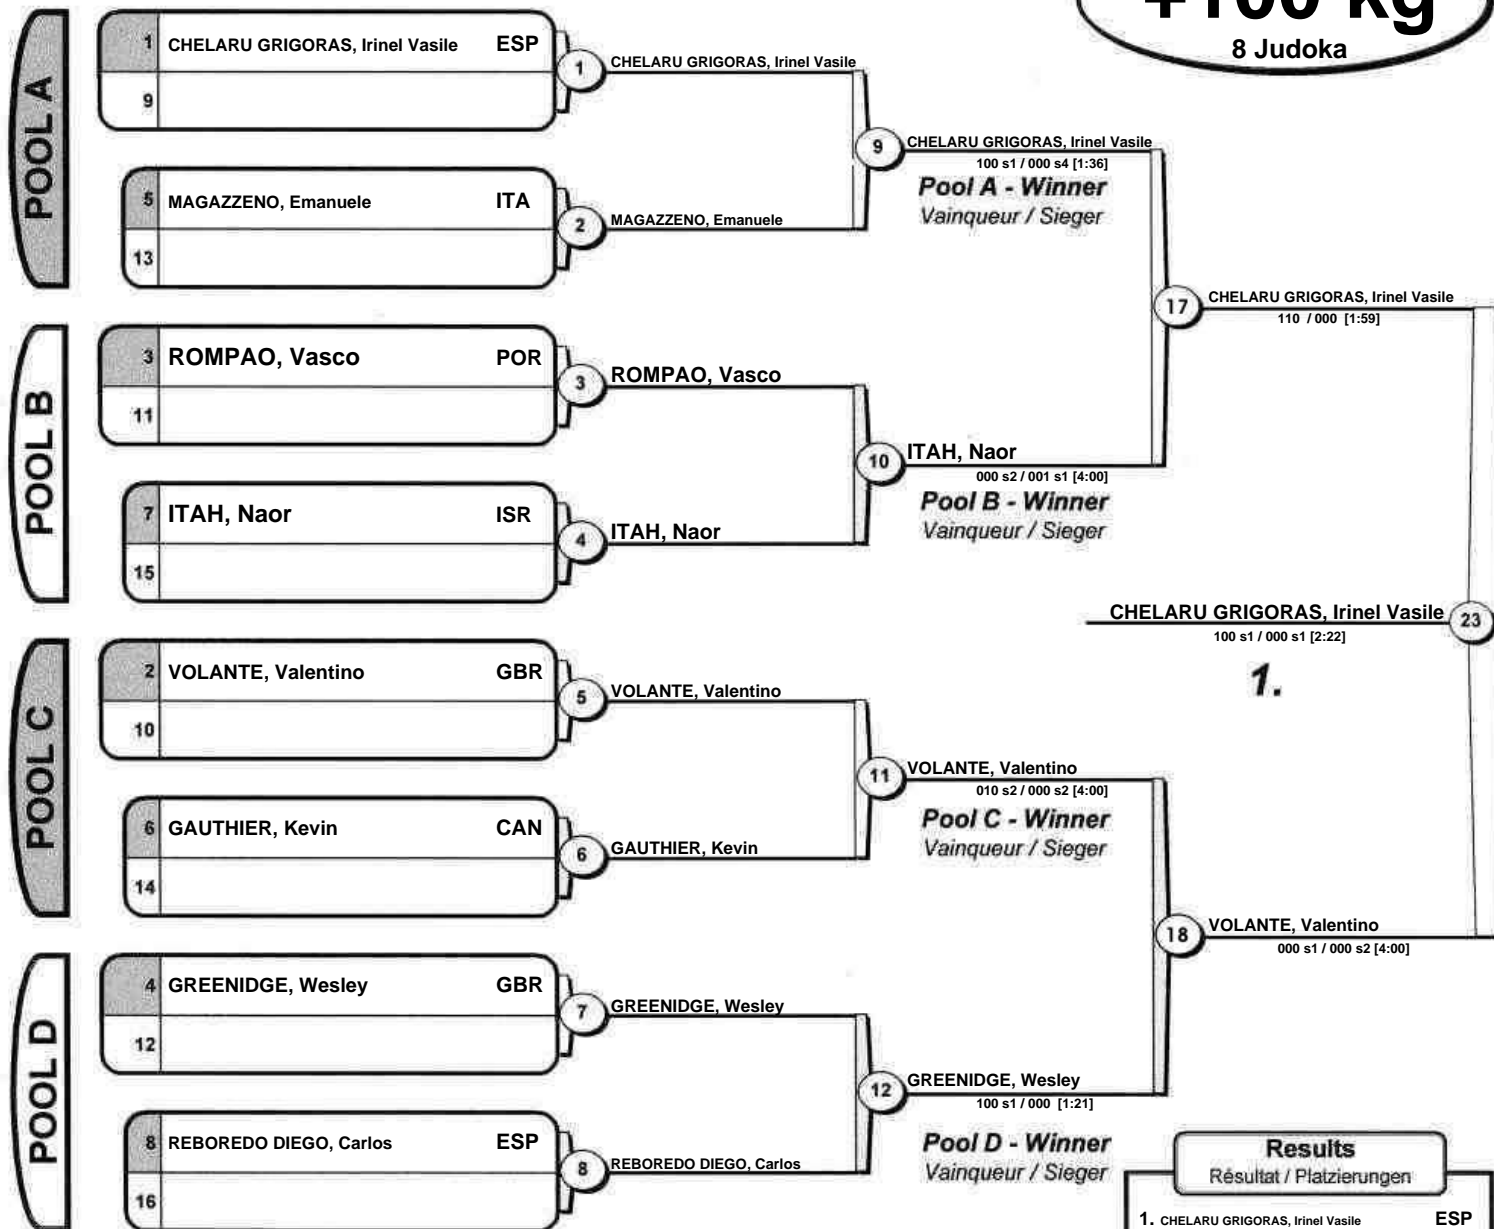 +100 kg
8 Judoka
POOL A
1 CHELARU GRIGORAS, Irinel Vasile ESP
9
5 MAGAZZENO, Emanuele ITA
13
1 CHELARU GRIGORAS, Irinel Vasile
2 MAGAZZENO, Emanuele
9 CHELARU GRIGORAS, Irinel Vasile
100 s1 / 000 s4 [1:36]
Pool A - Winner
Vainqueur / Sieger
POOL B
3 ROMPAO, Vasco POR
11
7 ITAH, Naor ISR
15
3 ROMPAO, Vasco
4 ITAH, Naor
10 ITAH, Naor
000 s2 / 001 s1 [4:00]
Pool B - Winner
Vainqueur / Sieger
17 CHELARU GRIGORAS, Irinel Vasile
110 / 000 [1:59]
CHELARU GRIGORAS, Irinel Vasile 23
100 s1 / 000 s1 [2:22]
1.
POOL C
2 VOLANTE, Valentino GBR
10
6 GAUTHIER, Kevin CAN
14
5 VOLANTE, Valentino
6 GAUTHIER, Kevin
11 VOLANTE, Valentino
010 s2 / 000 s2 [4:00]
Pool C - Winner
Vainqueur / Sieger
POOL D
4 GREENIDGE, Wesley GBR
12
8 REBOREDO DIEGO, Carlos ESP
16
7 GREENIDGE, Wesley
8 REBOREDO DIEGO, Carlos
12 GREENIDGE, Wesley
100 s1 / 000 [1:21]
Pool D - Winner
Vainqueur / Sieger
18 VOLANTE, Valentino
000 s1 / 000 s2 [4:00]
Results
Résultat / Platzierungen
1. CHELARU GRIGORAS, Irinel Vasile ESP